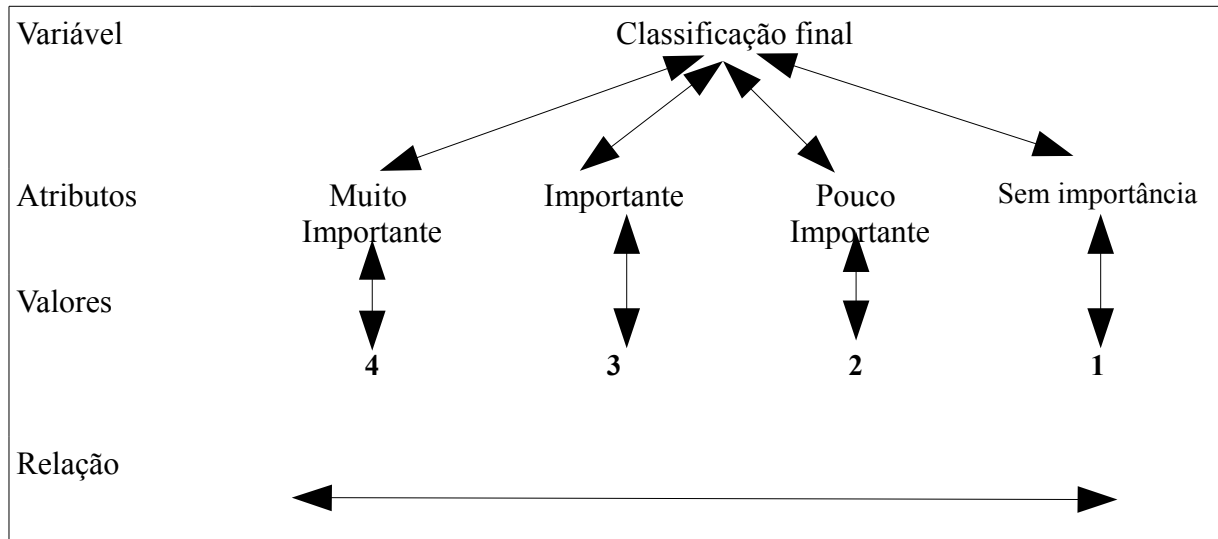 Variável
Classificação final
Atributos
Muito
Importante
Importante
Pouco
Importante
Sem importância
Valores
4
3
2
1
Relação